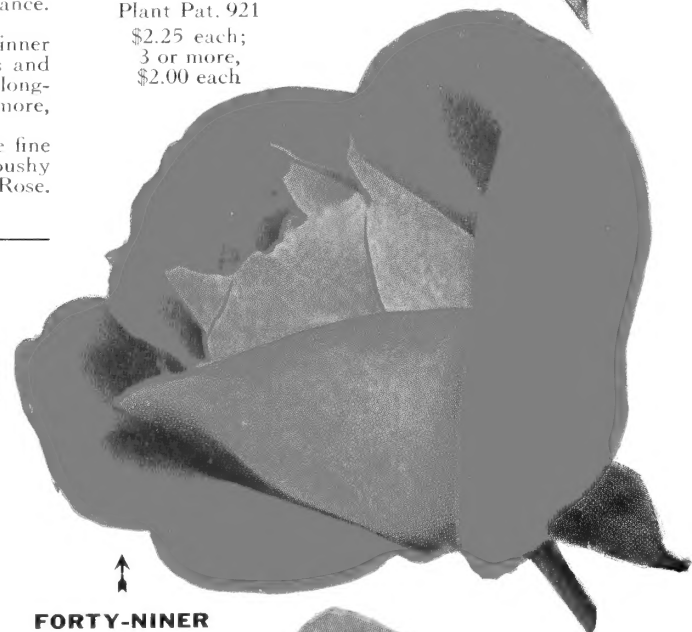 ance.
inner
and
long-
more,
e fine
bushy
Rose.
Plant Pat. 921
$2.25 each;
3 or more,
$2.00 each
FORTY-NINER